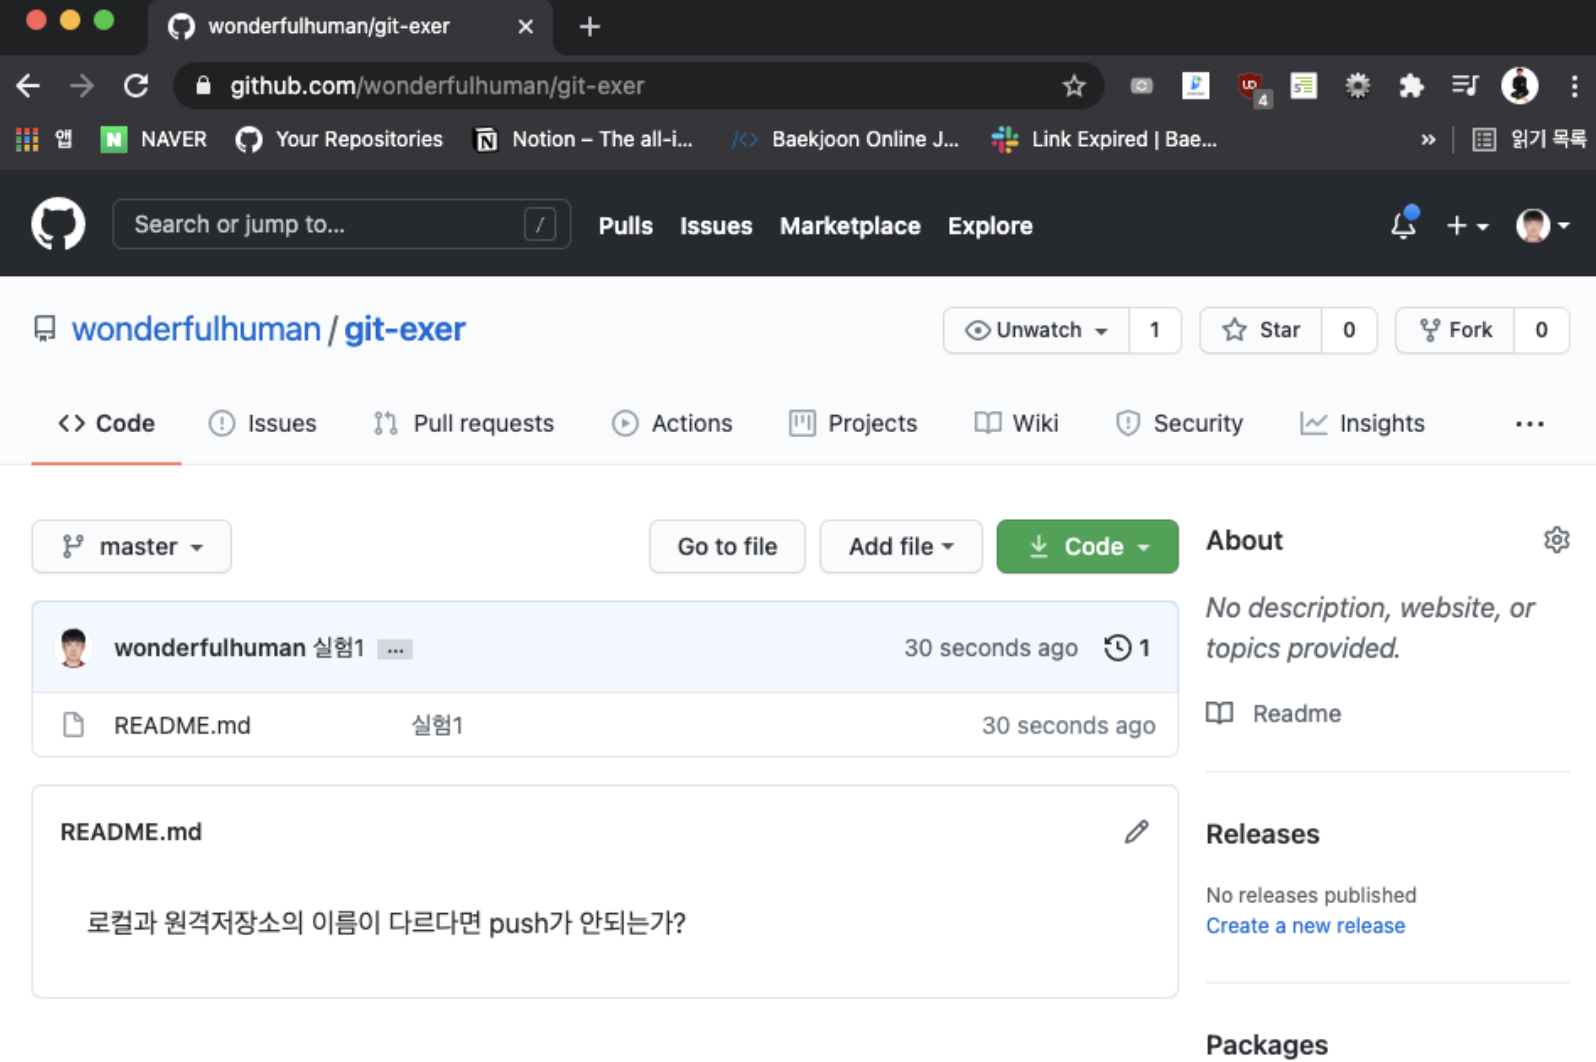 wonderfulhuman/git-exer
github.com/wonderfulhuman/git-exer
4
앱 NAVER Your Repositories Notion – The all-i... Baekjoon Online J... Link Expired | Bae... » 읽기 목록
Search or jump to... / Pulls Issues Marketplace Explore
wonderfulhuman / git-exer Unwatch 1 Star 0 Fork 0
Code Issues Pull requests Actions Projects Wiki Security Insights ...
master Go to file Add file Code
wonderfulhuman 실험1 ... 30 seconds ago 1
README.md 실험1 30 seconds ago
README.md
로컬과 원격저장소의 이름이 다르다면 push가 안되는가?
About
No description, website, or
topics provided.
Readme
Releases
No releases published
Create a new release
Packages